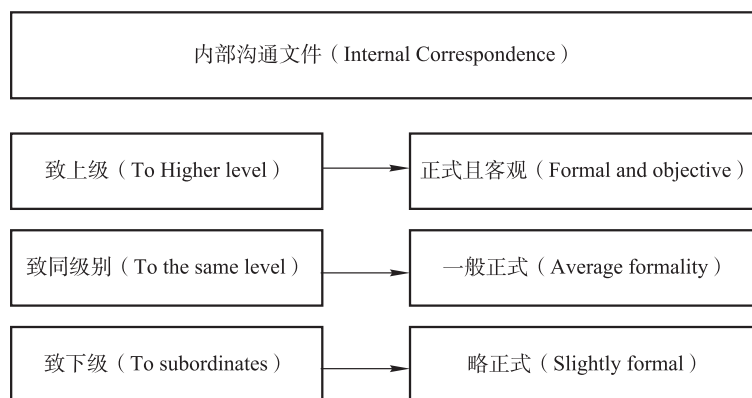 内部沟通文件（Internal Correspondence）
致上级（To Higher level）
正式且客观（Formal and objective）
致同级别（To the same level）
一般正式（Average formality）
致下级（To subordinates）
略正式（Slightly formal）